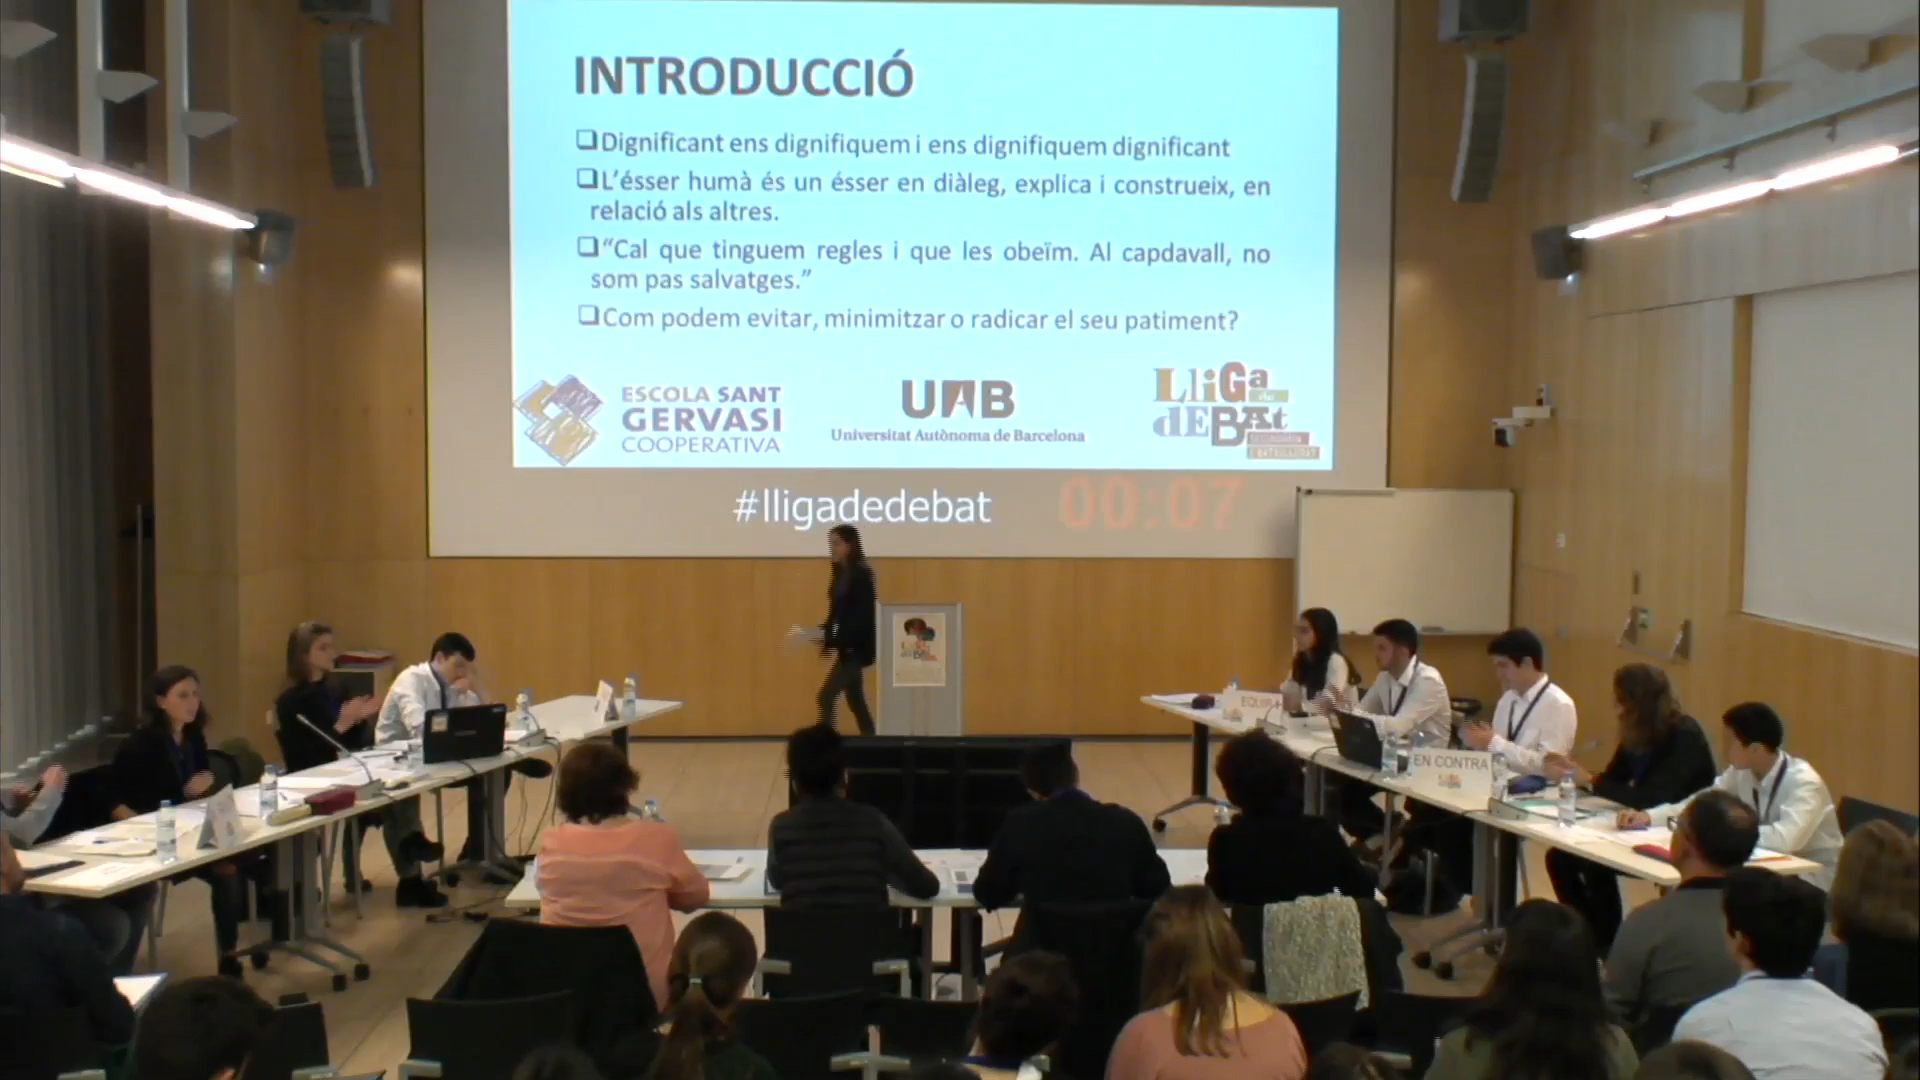 INTRODUCCIÓ
❑Dignificant ens dignifiquem i ens dignifiquem dignificant
❑L'ésser humà és un ésser en diàleg, explica i construeix, en
relació als altres.
❑"Cal que tinguem regles i que les obeïm. Al capdavall, no
som pas salvatges."
❑Com podem evitar, minimitzar o radicar el seu patiment?
ESCOLA SANT
GERVASI
COOPERATIVA
UAB
Universitat Autònoma de Barcelona
LliGa
de
dEBAt
#lligadedebat
00:07
EN CONTRA